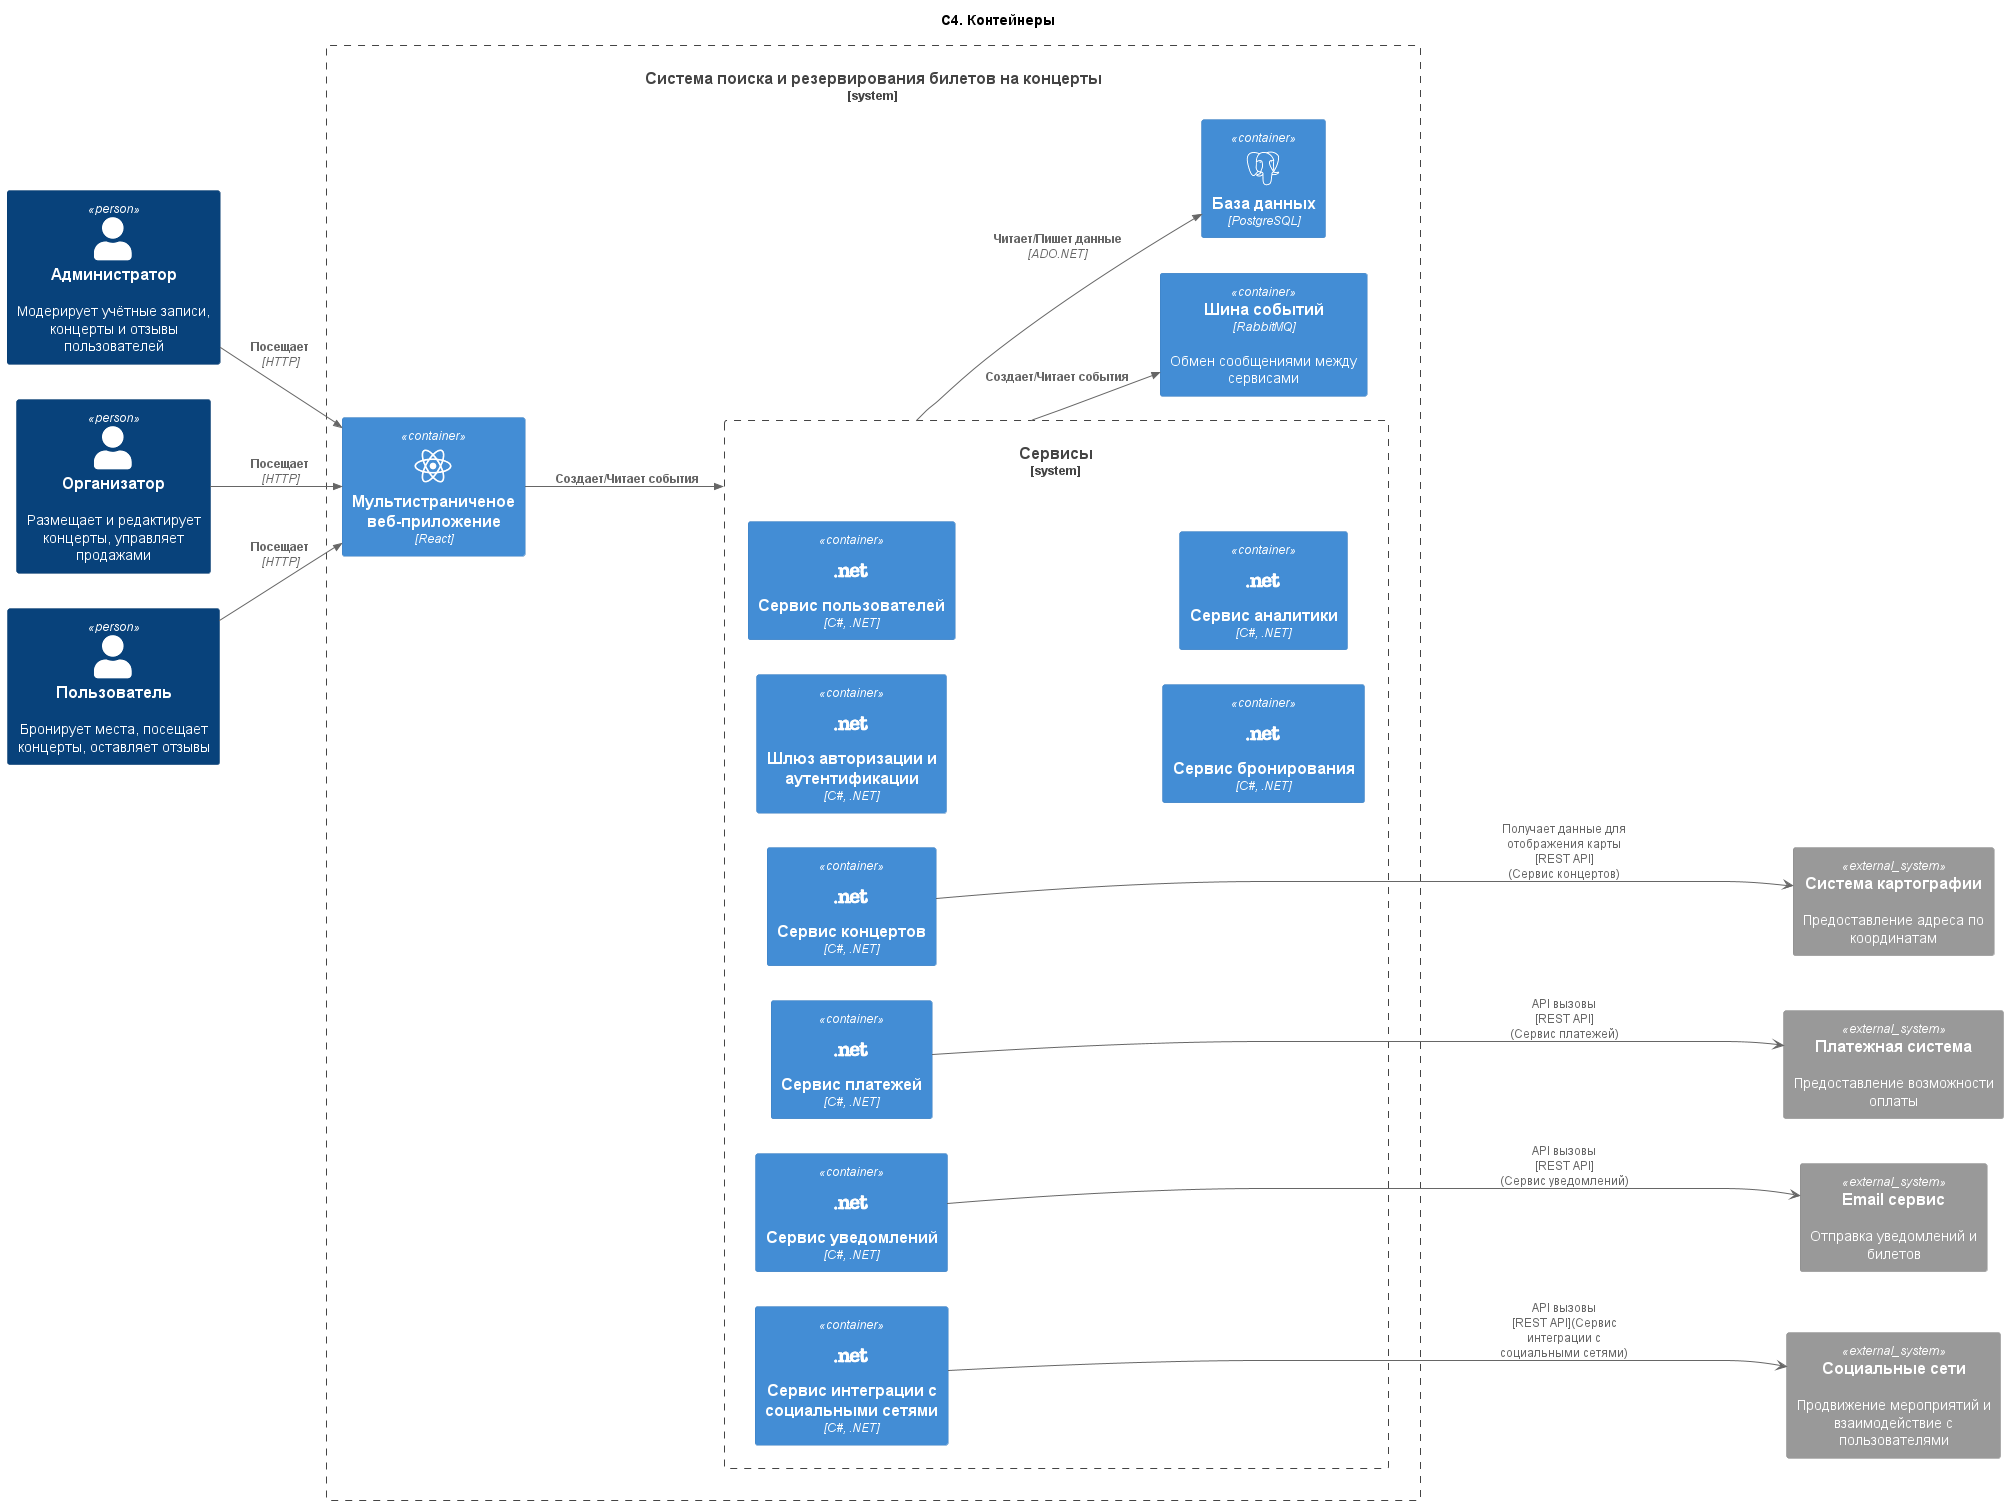 C4. Контейнеры
Система поиска и резервирования билетов на концерты
[system]
«person»
Администратор
Модерирует учётные записи,
концерты и отзывы
пользователей
«person»
Организатор
Размещает и редактирует
концерты, управляет
продажами
«person»
Пользователь
Бронирует места, посещает
концерты, оставляет отзывы
Посещает
[HTTP]
Посещает
[HTTP]
Посещает
[HTTP]
«container»
Мультистраниченое
веб-приложение
[React]
Создает/Читает события
Читает/Пишет данные
[ADO.NET]
Создает/Читает события
«container»
База данных
[PostgreSQL]
«container»
Шина событий
[RabbitMQ]
Обмен сообщениями между
сервисами
Сервисы
[system]
«container»
.net
Сервис пользователей
[C#, .NET]
«container»
.net
Сервис аналитики
[C#, .NET]
«container»
.net
Шлюз авторизации и
аутентификации
[C#, .NET]
«container»
.net
Сервис бронирования
[C#, .NET]
«container»
.net
Сервис концертов
[C#, .NET]
Получает данные для
отображения карты
[REST API]
(Сервис концертов)
«external_system»
Система картографии
Предоставление адреса по
координатам
«container»
.net
Сервис платежей
[C#, .NET]
API вызовы
[REST API]
(Сервис платежей)
«external_system»
Платежная система
Предоставление возможности
оплаты
«container»
.net
Сервис уведомлений
[C#, .NET]
API вызовы
[REST API]
(Сервис уведомлений)
«external_system»
Email сервис
Отправка уведомлений и
билетов
«container»
.net
Сервис интеграции с
социальными сетями
[C#, .NET]
API вызовы
[REST API](Сервис
интеграции с
социальными сетями)
«external_system»
Социальные сети
Продвижение мероприятий и
взаимодействие с
пользователями